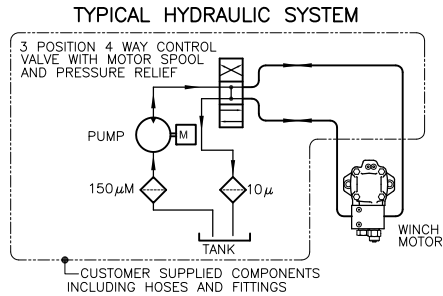 TYPICAL HYDRAULIC SYSTEM
3 POSITION 4 WAY CONTROL
VALVE WITH MOTOR SPOOL
AND PRESSURE RELIEF
PUMP
M
150µM
10µ
TANK
WINCH
MOTOR
CUSTOMER SUPPLIED COMPONENTS
INCLUDING HOSES AND FITTINGS